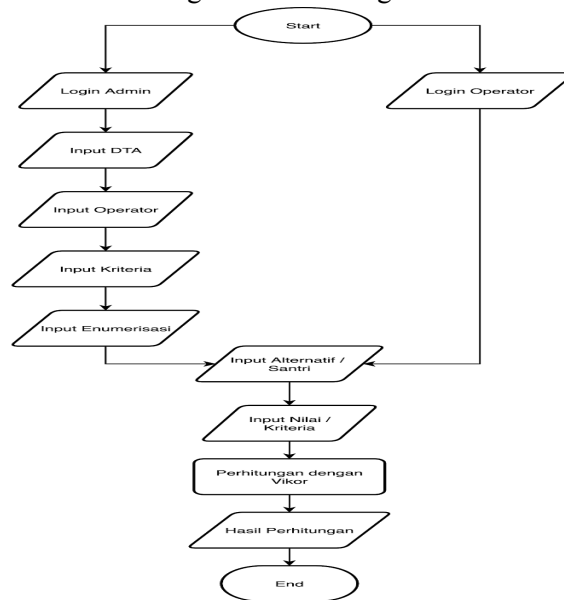 Start
Login Admin
Login Operator
Input DTA
Input Operator
Input Kriteria
Input Enumerisasi
Input Alternatif /
Santri
Input Nilai /
Kriteria
Perhitungan dengan
Vikor
Hasil Perhitungan
End